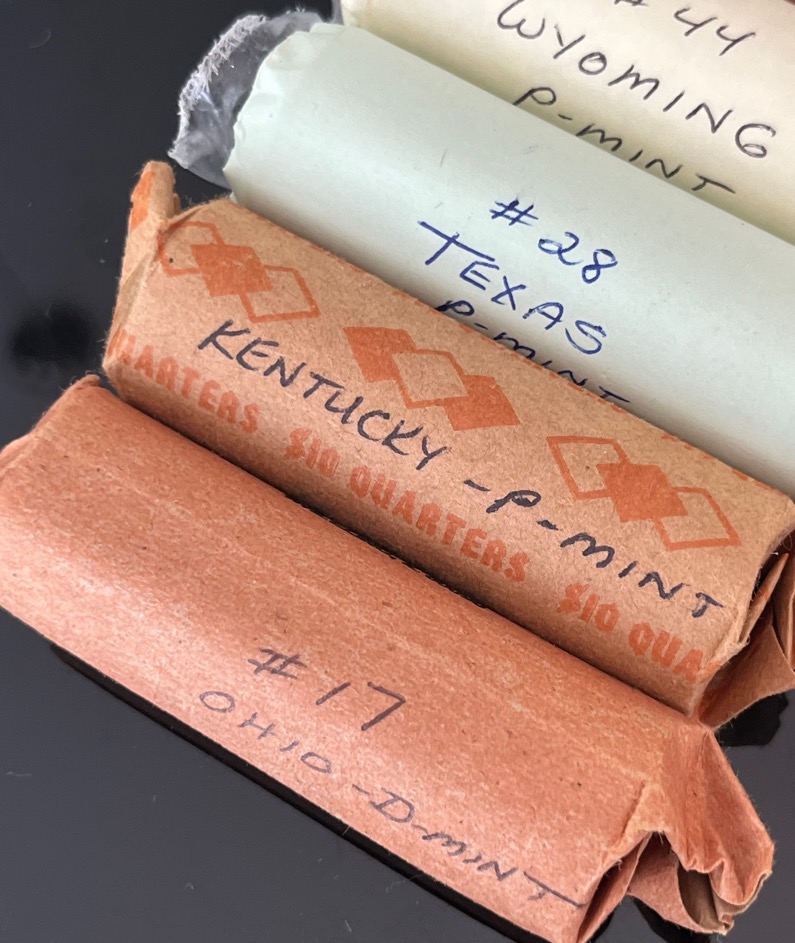 #44
WYOMING
P-MINT
#28
TEXAS
P-MINT
KENTUCKY-P-MINT
QUARTERS $10 QUARTERS $10 QUA
#17
OHIO-D-MINT